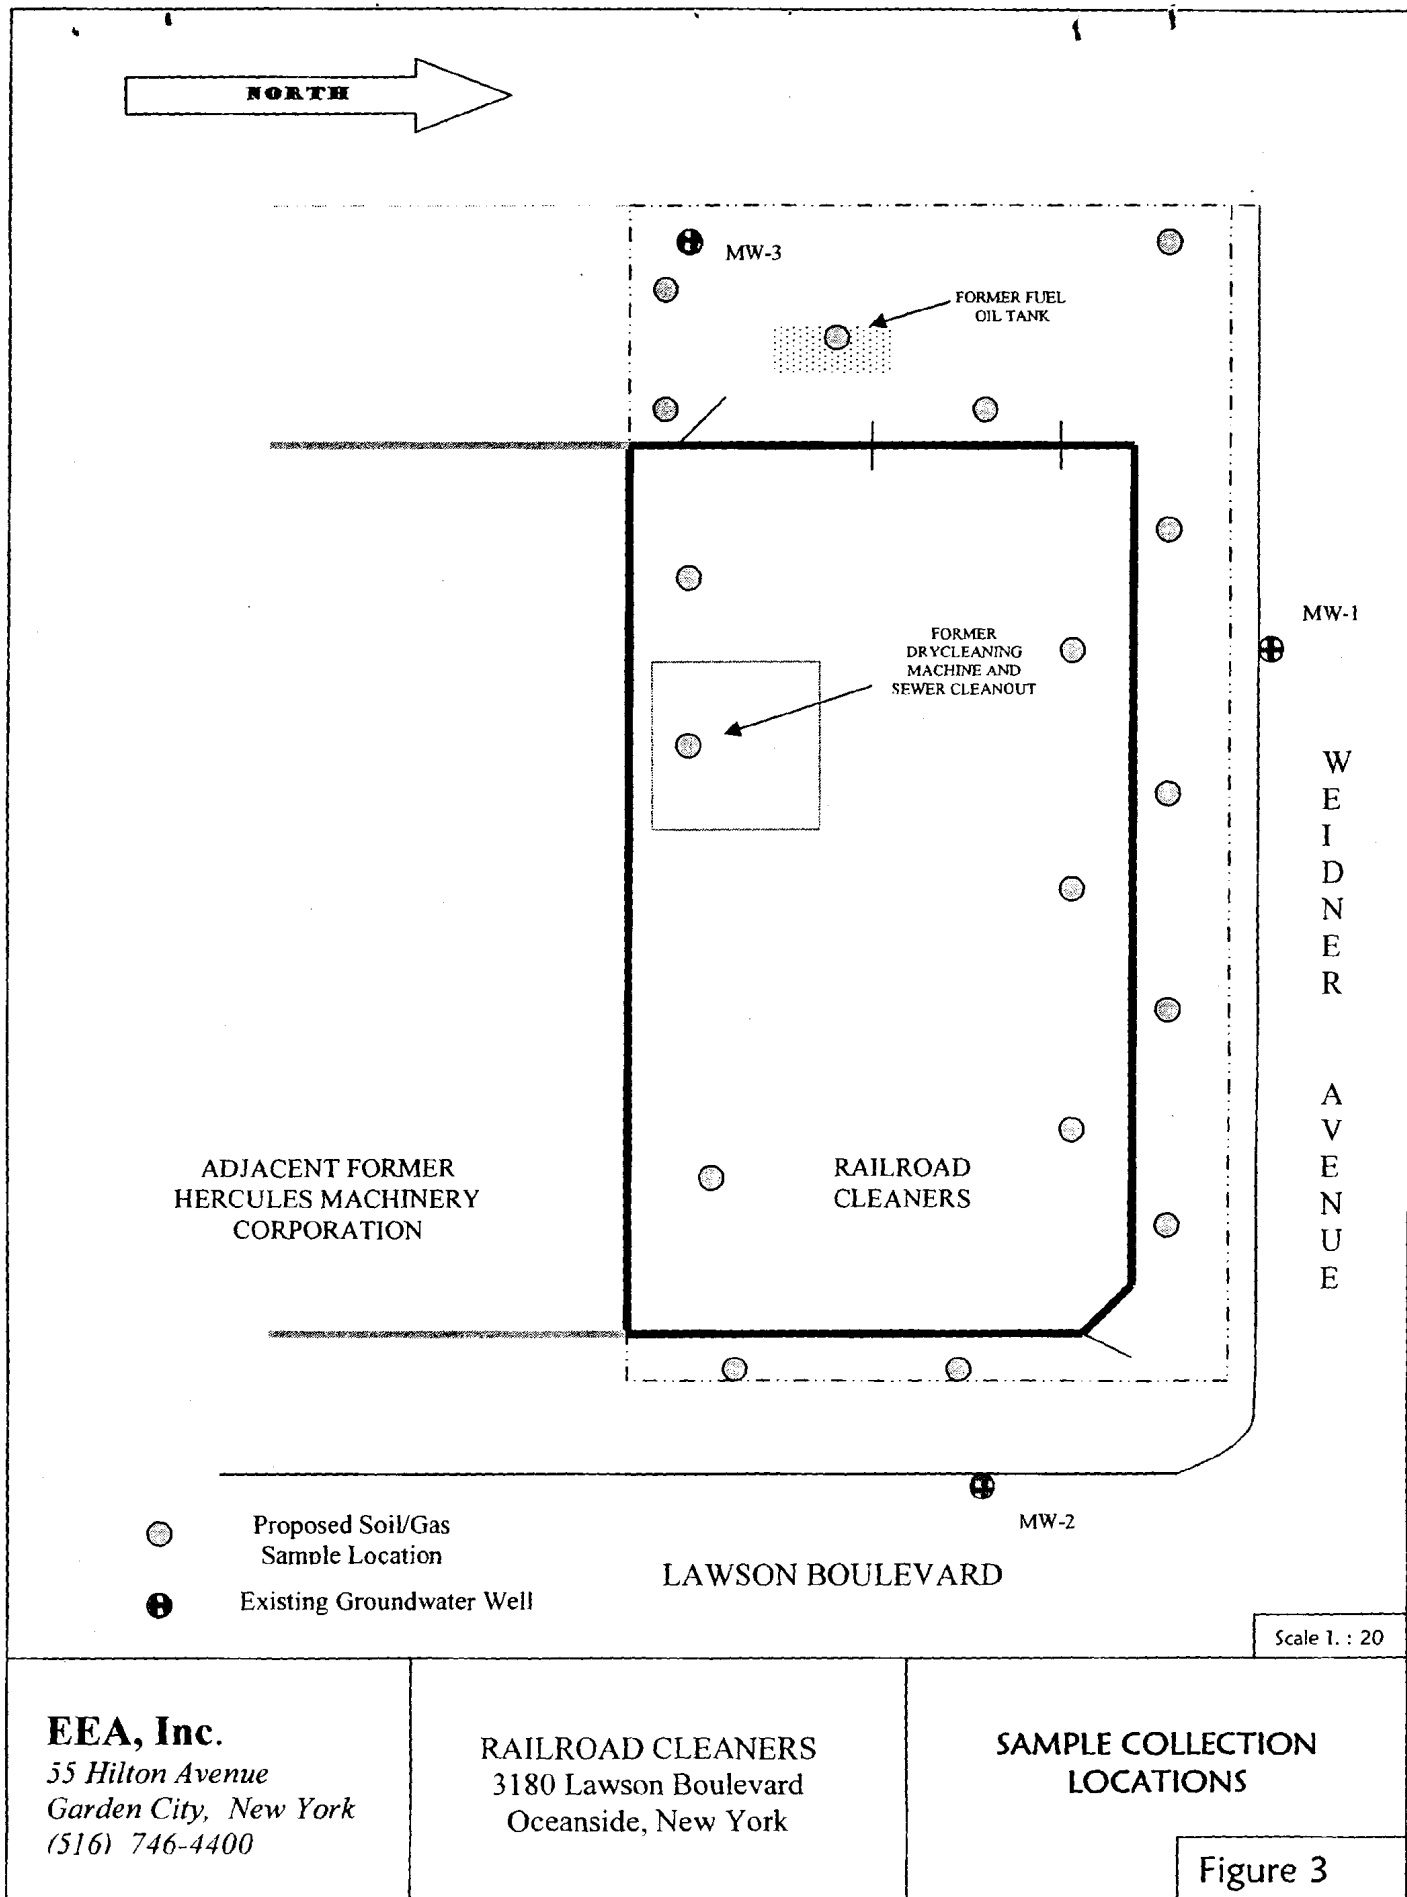 NORTH
MW-3
FORMER FUEL
OIL TANK
MW-1
FORMER
DRYCLEANING
MACHINE AND
SEWER CLEANOUT
WEIDNER AVENUE
ADJACENT FORMER
HERCULES MACHINERY
CORPORATION
RAILROAD
CLEANERS
Proposed Soil/Gas
Sample Location
Existing Groundwater Well
MW-2
LAWSON BOULEVARD
Scale 1. : 20
EEA, Inc.
55 Hilton Avenue
Garden City, New York
(516) 746-4400
RAILROAD CLEANERS
3180 Lawson Boulevard
Oceanside, New York
SAMPLE COLLECTION
LOCATIONS
Figure 3